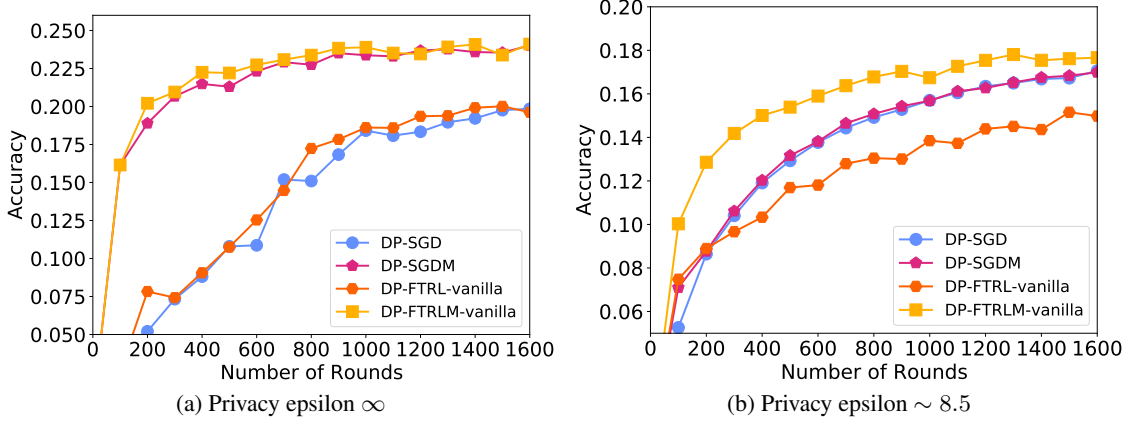 0.250
0.225
0.200
0.175
0.150
0.125
0.100
0.075
0.050
Accuracy
0 200 400 600 800 1000 1200 1400 1600
Number of Rounds
DP-SGD
DP-SGDM
DP-FTRL-vanilla
DP-FTRLM-vanilla
(a) Privacy epsilon ∞
0.20
0.18
0.16
0.14
0.12
0.10
0.08
0.06
Accuracy
0 200 400 600 800 1000 1200 1400 1600
Number of Rounds
DP-SGD
DP-SGDM
DP-FTRL-vanilla
DP-FTRLM-vanilla
(b) Privacy epsilon ∼ 8.5